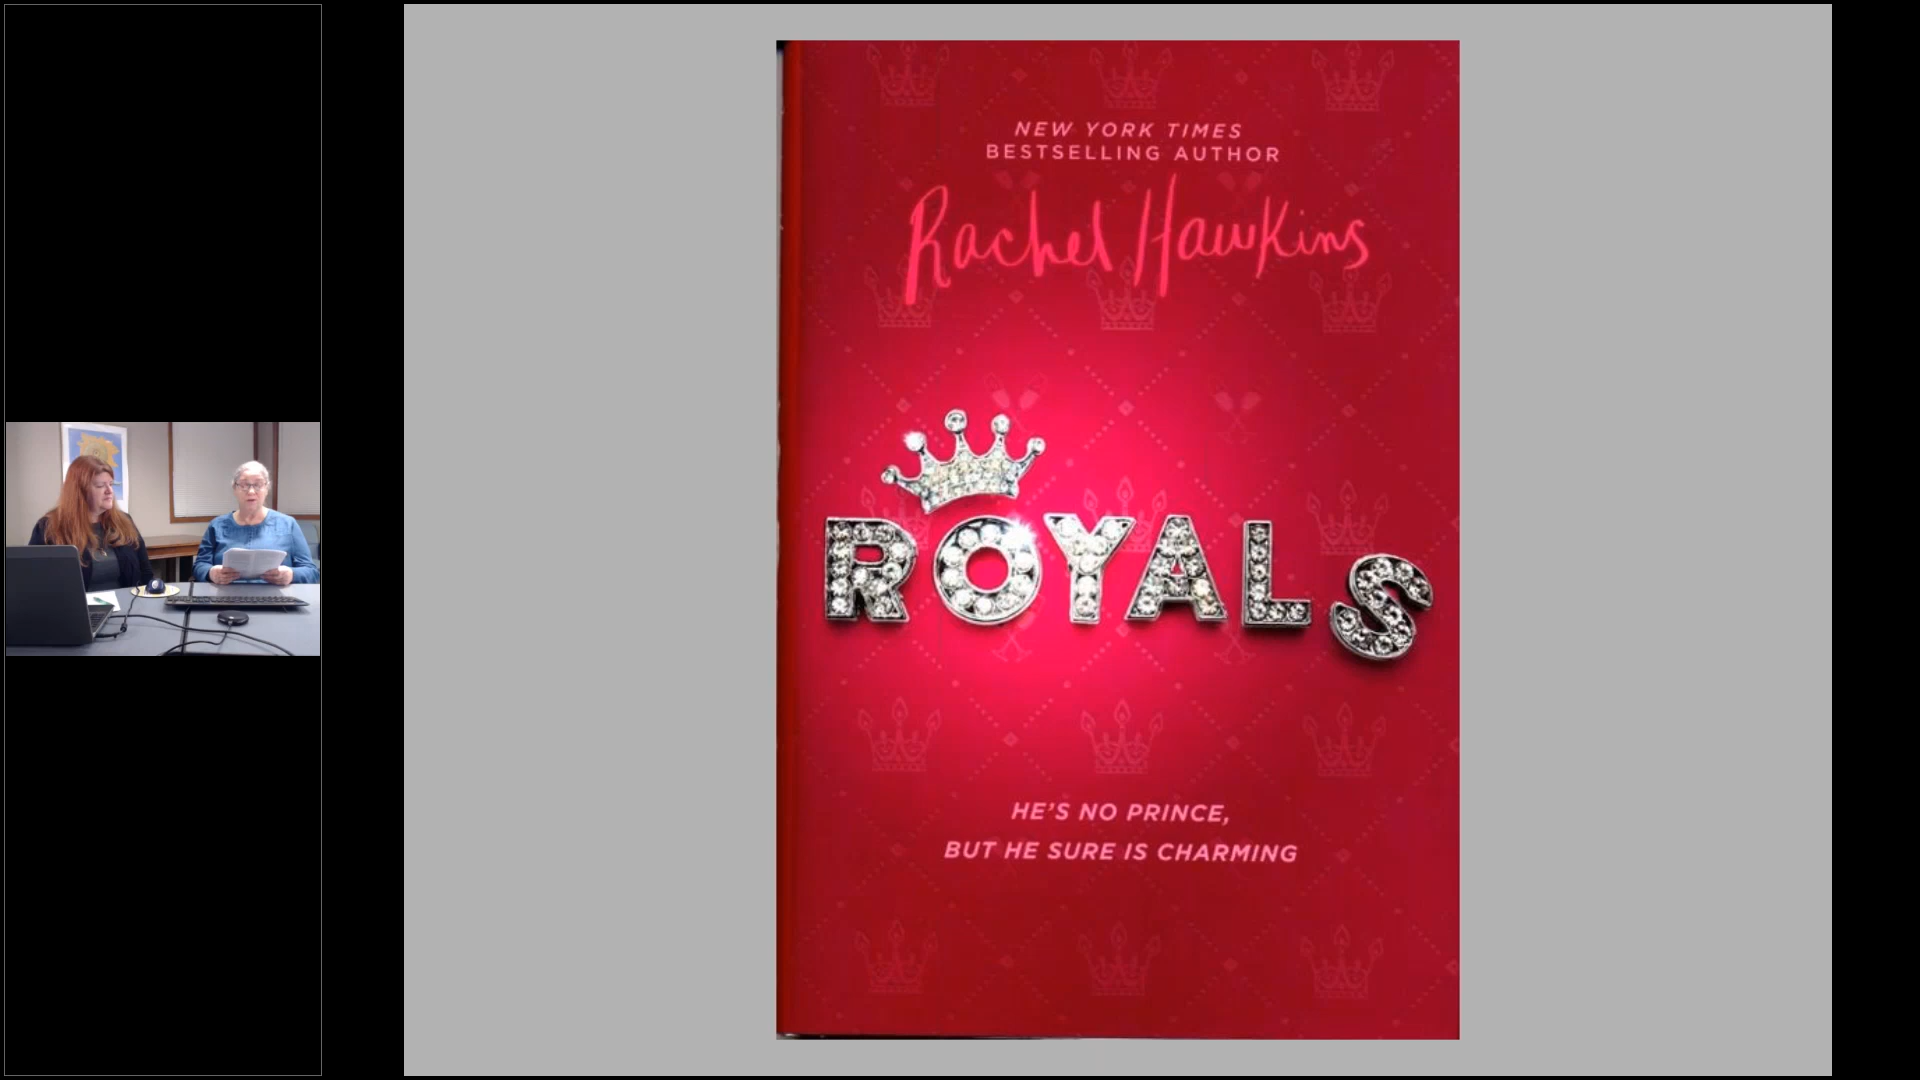 NEW YORK TIMES
BESTSELLING AUTHOR
Rachel Hawkins
ROYALS
HE'S NO PRINCE,
BUT HE SURE IS CHARMING